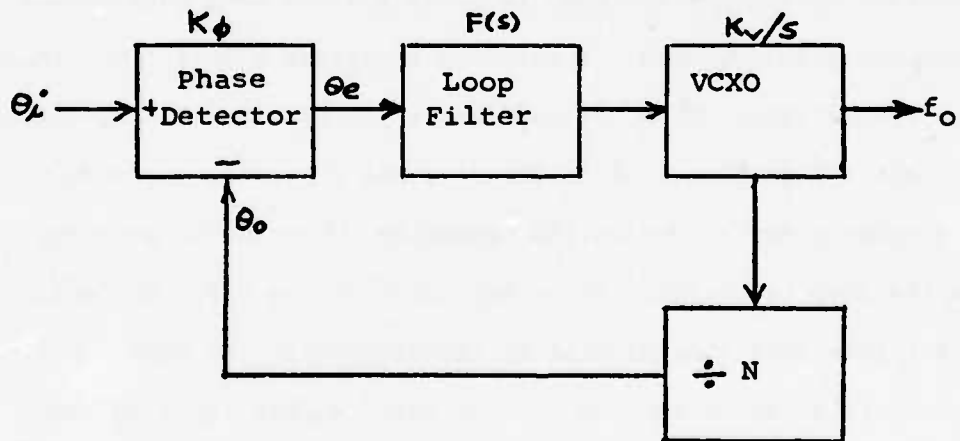 Kϕ
F(s)
Kv/s
Phase
Detector
θi
+
−
θe
Loop
Filter
VCXO
fo
θo
÷ N